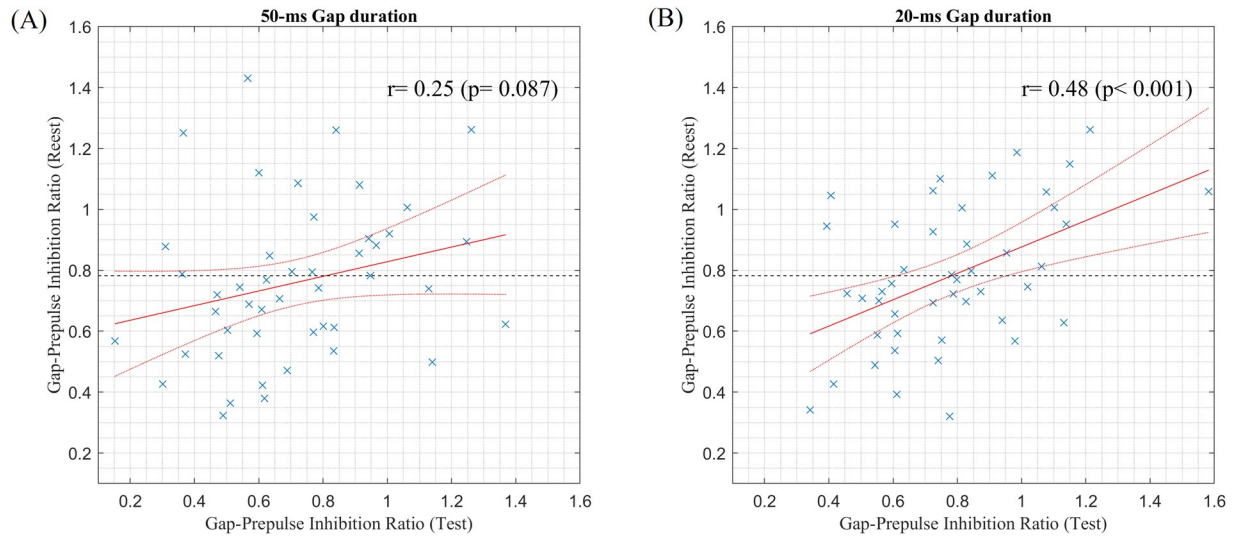 (A)
50-ms Gap duration
r= 0.25 (p= 0.087)
1.6
1.4
1.2
1
0.8
0.6
0.4
0.2
Gap-Prepulse Inhibition Ratio (Reest)
0.2 0.4 0.6 0.8 1 1.2 1.4 1.6
Gap-Prepulse Inhibition Ratio (Test)
(B)
20-ms Gap duration
r= 0.48 (p< 0.001)
1.6
1.4
1.2
1
0.8
0.6
0.4
0.2
Gap-Prepulse Inhibition Ratio (Reest)
0.2 0.4 0.6 0.8 1 1.2 1.4 1.6
Gap-Prepulse Inhibition Ratio (Test)